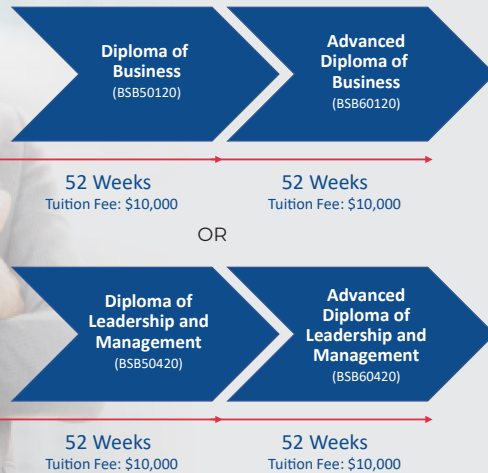 Diploma of
Business
(BSB50120)
Advanced
Diploma of
Business
(BSB60120)
52 Weeks
Tuition Fee: $10,000
52 Weeks
Tuition Fee: $10,000
OR
Diploma of
Leadership and
Management
(BSB50420)
Advanced
Diploma of
Leadership and
Management
(BSB60420)
52 Weeks
Tuition Fee: $10,000
52 Weeks
Tuition Fee: $10,000